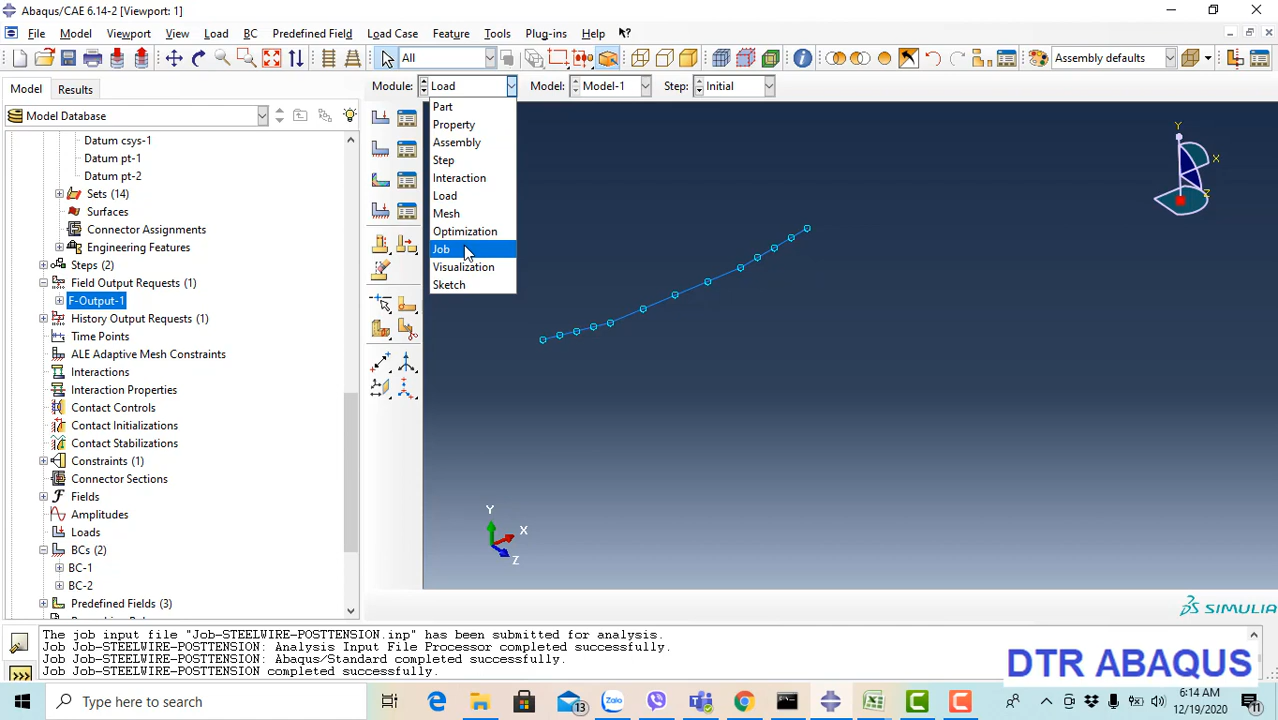 Abaqus/CAE 6.14-2 [Viewport: 1]
File Model Viewport View Load BC Predefined Field Load Case Feature Tools Plug-ins Help
All Assembly defaults
Model Results Module: Load Model: Model-1 Step: Initial
Model Database
Part
Property
Assembly
Step
Interaction
Load
Mesh
Optimization
Job
Visualization
Sketch
Datum csys-1
Datum pt-1
Datum pt-2
Sets (14)
Surfaces
Connector Assignments
Engineering Features
Steps (2)
Field Output Requests (1)
F-Output-1
History Output Requests (1)
Time Points
ALE Adaptive Mesh Constraints
Interactions
Interaction Properties
Contact Controls
Contact Initializations
Contact Stabilizations
Constraints (1)
Connector Sections
Fields
Amplitudes
Loads
BCs (2)
BC-1
BC-2
Predefined Fields (3)
Y
X
Z
Y
X
Z
SIMULIA
The job input file "Job-STEELWIRE-POSTTENSION.inp" has been submitted for analysis.
Job Job-STEELWIRE-POSTTENSION: Analysis Input File Processor completed successfully.
Job Job-STEELWIRE-POSTTENSION: Abaqus/Standard completed successfully.
Job Job-STEELWIRE-POSTTENSION completed successfully.
DTR ABAQUS
Type here to search
13
Zalo
6:14 AM
12/19/2020
11